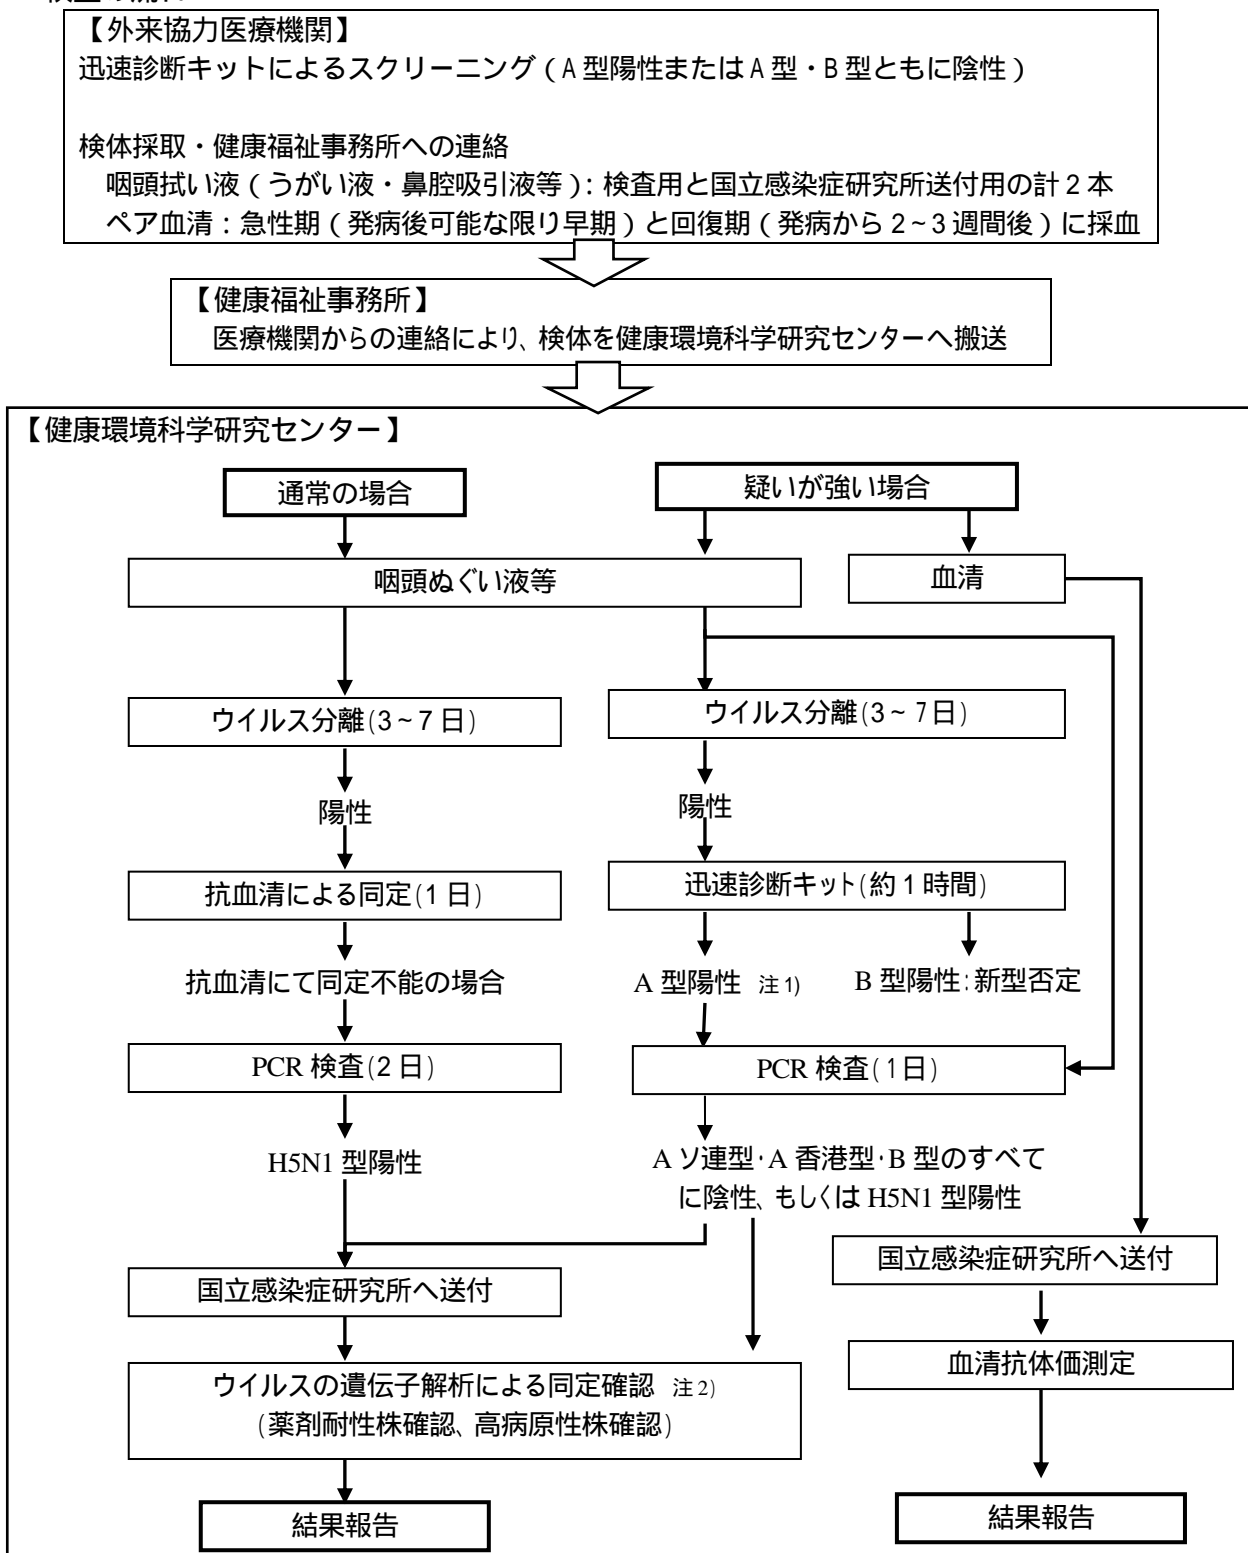 【外来協力医療機関】
迅速診断キットによるスクリーニング（A型陽性またはA型・B型ともに陰性）
検体採取・健康福祉事務所への連絡
咽頭拭い液（うがい液・鼻腔吸引液等）：検査用と国立感染症研究所送付用の計2本
ペア血清：急性期（発病後可能な限り早期）と回復期（発病から2~3週間後）に採血
【健康福祉事務所】
医療機関からの連絡により、検体を健康環境科学研究センターへ搬送
【健康環境科学研究センター】
通常の場合
疑いが強い場合
咽頭ぬぐい液等
血清
ウイルス分離(3~7日)
ウイルス分離(3~7日)
陽性
陽性
抗血清による同定(1日)
迅速診断キット(約1時間)
抗血清にて同定不能の場合
A型陽性 注1)
B型陽性:新型否定
PCR検査(2日)
PCR検査(1日)
H5N1型陽性
Aソ連型・A香港型・B型のすべて
に陰性、もしくはH5N1型陽性
国立感染症研究所へ送付
国立感染症研究所へ送付
ウイルスの遺伝子解析による同定確認 注2)
(薬剤耐性株確認、高病原性株確認)
血清抗体価測定
結果報告
結果報告